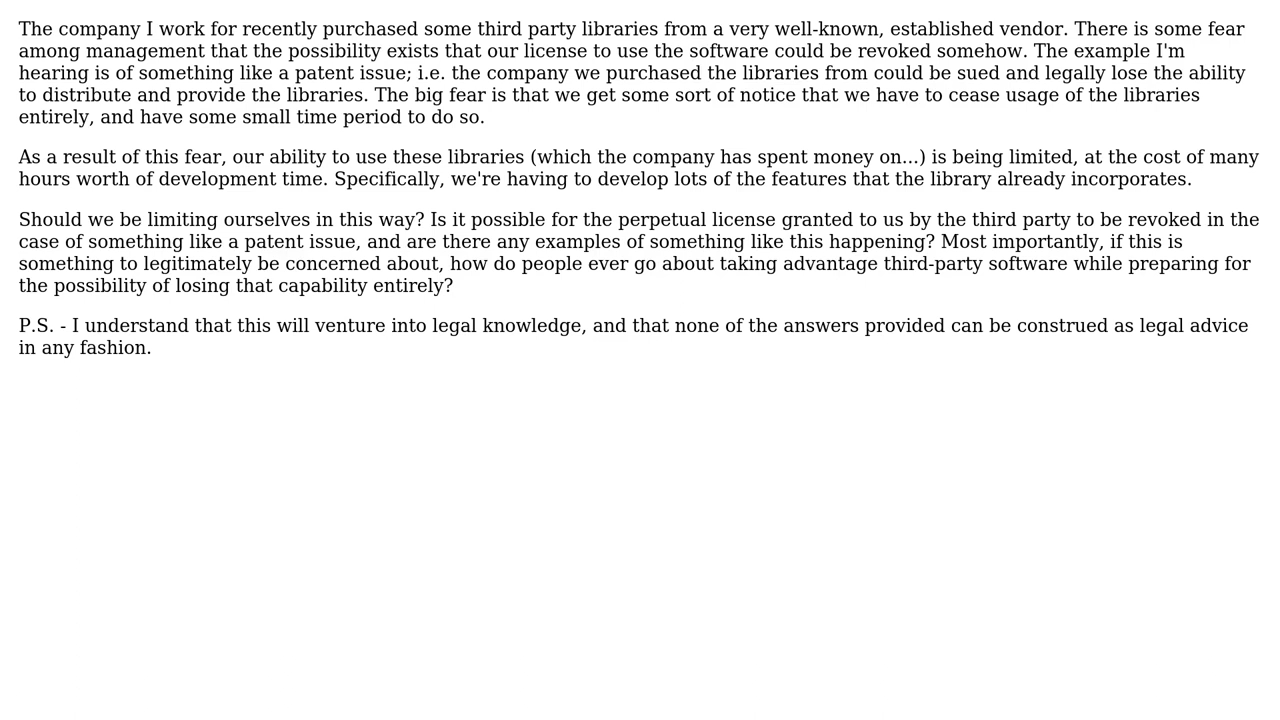 The company I work for recently purchased some third party libraries from a very well-known, established vendor. There is some fear
among management that the possibility exists that our license to use the software could be revoked somehow. The example I'm
hearing is of something like a patent issue; i.e. the company we purchased the libraries from could be sued and legally lose the ability
to distribute and provide the libraries. The big fear is that we get some sort of notice that we have to cease usage of the libraries
entirely, and have some small time period to do so.
As a result of this fear, our ability to use these libraries (which the company has spent money on...) is being limited, at the cost of many
hours worth of development time. Specifically, we're having to develop lots of the features that the library already incorporates.
Should we be limiting ourselves in this way? Is it possible for the perpetual license granted to us by the third party to be revoked in the
case of something like a patent issue, and are there any examples of something like this happening? Most importantly, if this is
something to legitimately be concerned about, how do people ever go about taking advantage third-party software while preparing for
the possibility of losing that capability entirely?
P.S. - I understand that this will venture into legal knowledge, and that none of the answers provided can be construed as legal advice
in any fashion.